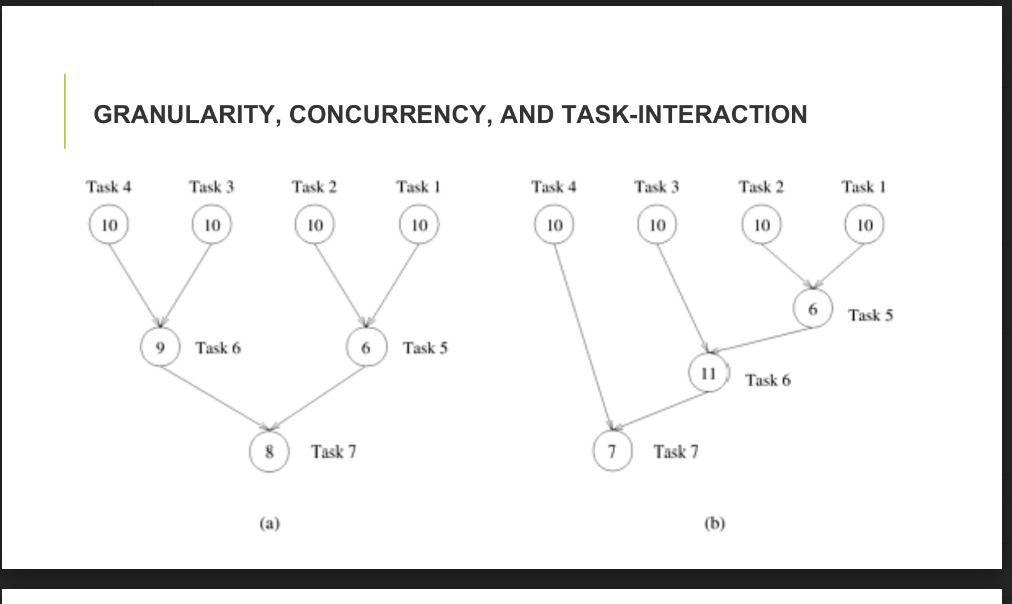 GRANULARITY, CONCURRENCY, AND TASK-INTERACTION
Task 4 Task 3 Task 2 Task 1
10 10 10 10
9 Task 6 6 Task 5
8 Task 7
(a)
Task 4 Task 3 Task 2 Task 1
10 10 10 10
6 Task 5
11 Task 6
7 Task 7
(b)